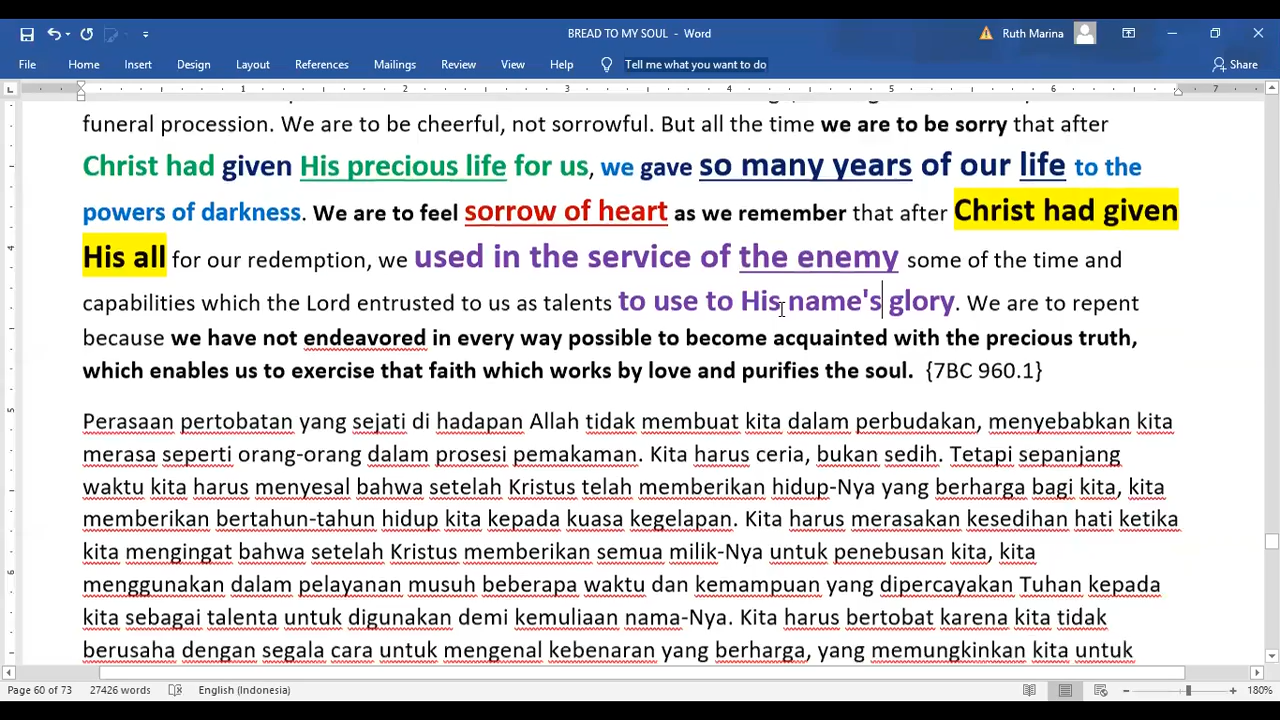 BREAD TO MY SOUL - Word
Ruth Marina
File Home Insert Design Layout References Mailings Review View Help Tell me what you want to do Share
1 1 2 3 4 5 6 7
funeral procession. We are to be cheerful, not sorrowful. But all the time we are to be sorry that after
Christ had given His precious life for us, we gave so many years of our life to the
powers of darkness. We are to feel sorrow of heart as we remember that after Christ had given
His all for our redemption, we used in the service of the enemy some of the time and
capabilities which the Lord entrusted to us as talents to use to His name's glory. We are to repent
because we have not endeavored in every way possible to become acquainted with the precious truth,
which enables us to exercise that faith which works by love and purifies the soul. {7BC 960.1}
Perasaan pertobatan yang sejati di hadapan Allah tidak membuat kita dalam perbudakan, menyebabkan kita
merasa seperti orang-orang dalam prosesi pemakaman. Kita harus ceria, bukan sedih. Tetapi sepanjang
waktu kita harus menyesal bahwa setelah Kristus telah memberikan hidup-Nya yang berharga bagi kita, kita
memberikan bertahun-tahun hidup kita kepada kuasa kegelapan. Kita harus merasakan kesedihan hati ketika
kita mengingat bahwa setelah Kristus memberikan semua milik-Nya untuk penebusan kita, kita
menggunakan dalam pelayanan musuh beberapa waktu dan kemampuan yang dipercayakan Tuhan kepada
kita sebagai talenta untuk digunakan demi kemuliaan nama-Nya. Kita harus bertobat karena kita tidak
berusaha dengan segala cara untuk mengenal kebenaran yang berharga, yang memungkinkan kita untuk
4
5
6
Page 60 of 73 27426 words English (Indonesia) 180%